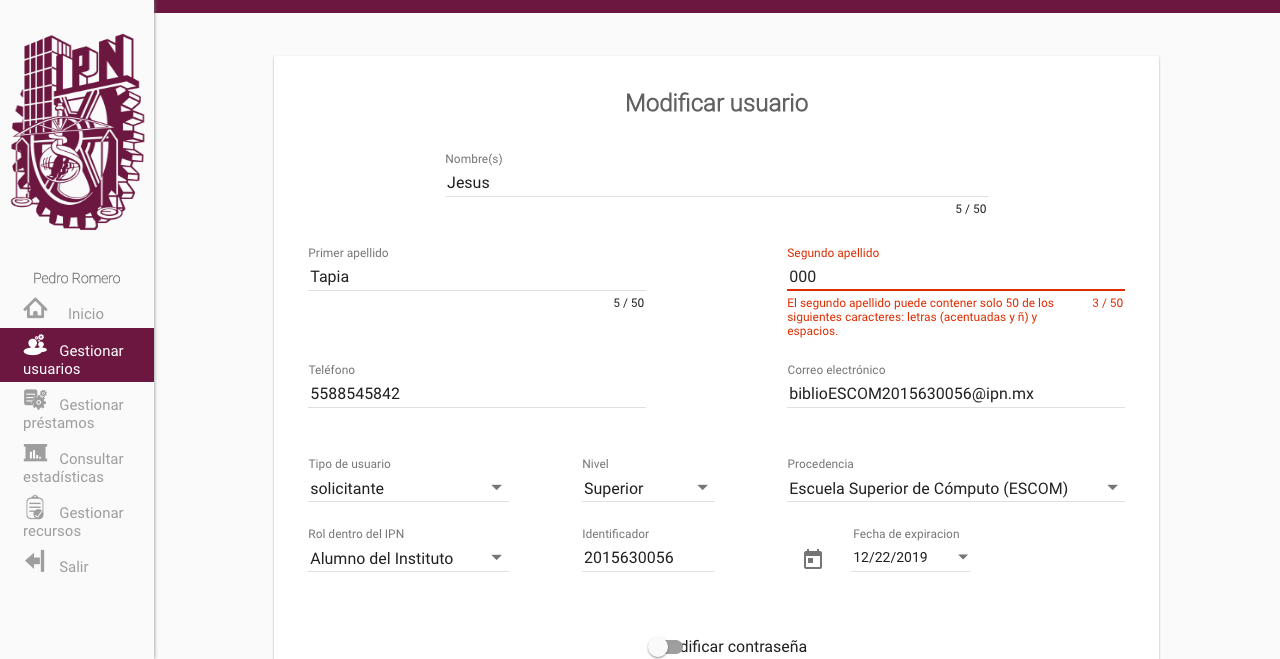 IPN
Pedro Romero
Inicio
Gestionar
usuarios
Gestionar
préstamos
Consultar
estadísticas
Gestionar
recursos
Salir
Modificar usuario
Nombre(s)
Jesus
5 / 50
Primer apellido
Tapia
5 / 50
Segundo apellido
000
El segundo apellido puede contener solo 50 de los
siguientes caracteres: letras (acentuadas y ñ) y
espacios.
3 / 50
Teléfono
5588545842
Correo electrónico
biblioESCOM2015630056@ipn.mx
Tipo de usuario
solicitante
Nivel
Superior
Procedencia
Escuela Superior de Cómputo (ESCOM)
Rol dentro del IPN
Alumno del Instituto
Identificador
2015630056
Fecha de expiracion
12/22/2019
dificar contraseña